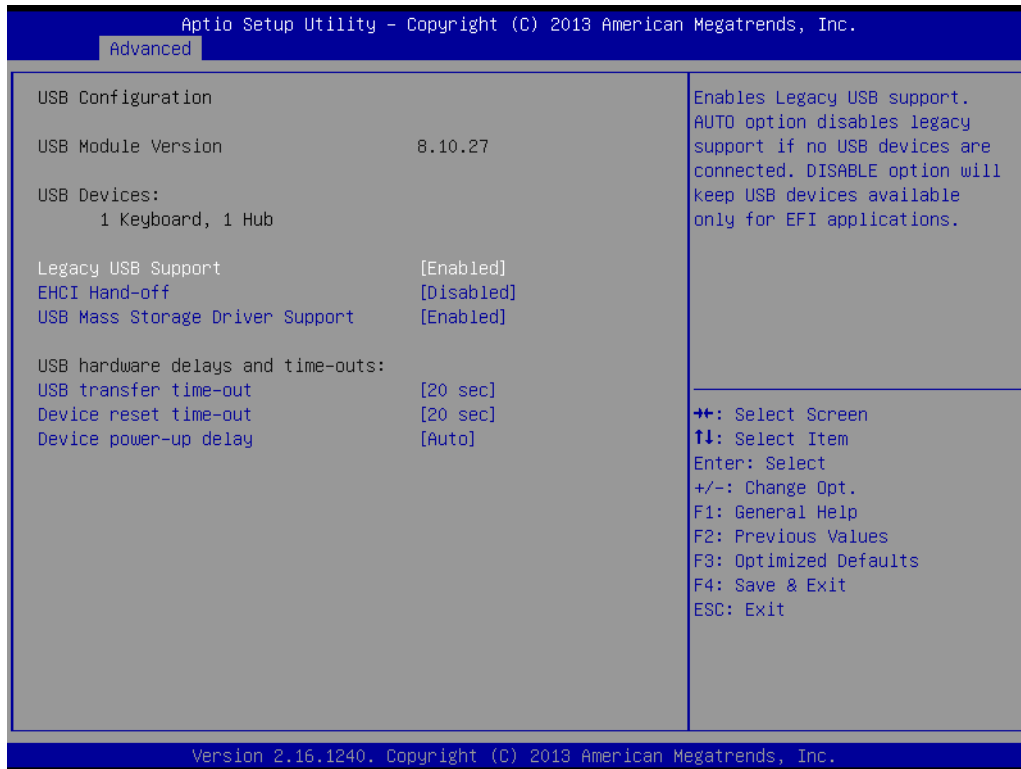 Aptio Setup Utility – Copyright (C) 2013 American Megatrends, Inc.
Advanced
USB Configuration
USB Module Version 8.10.27
USB Devices:
1 Keyboard, 1 Hub
Legacy USB Support [Enabled]
EHCI Hand-off [Disabled]
USB Mass Storage Driver Support [Enabled]
USB hardware delays and time-outs:
USB transfer time-out [20 sec]
Device reset time-out [20 sec]
Device power-up delay [Auto]
Enables Legacy USB support.
AUTO option disables legacy
support if no USB devices are
connected. DISABLE option will
keep USB devices available
only for EFI applications.
→←: Select Screen
↑↓: Select Item
Enter: Select
+/-: Change Opt.
F1: General Help
F2: Previous Values
F3: Optimized Defaults
F4: Save & Exit
ESC: Exit
Version 2.16.1240. Copyright (C) 2013 American Megatrends, Inc.